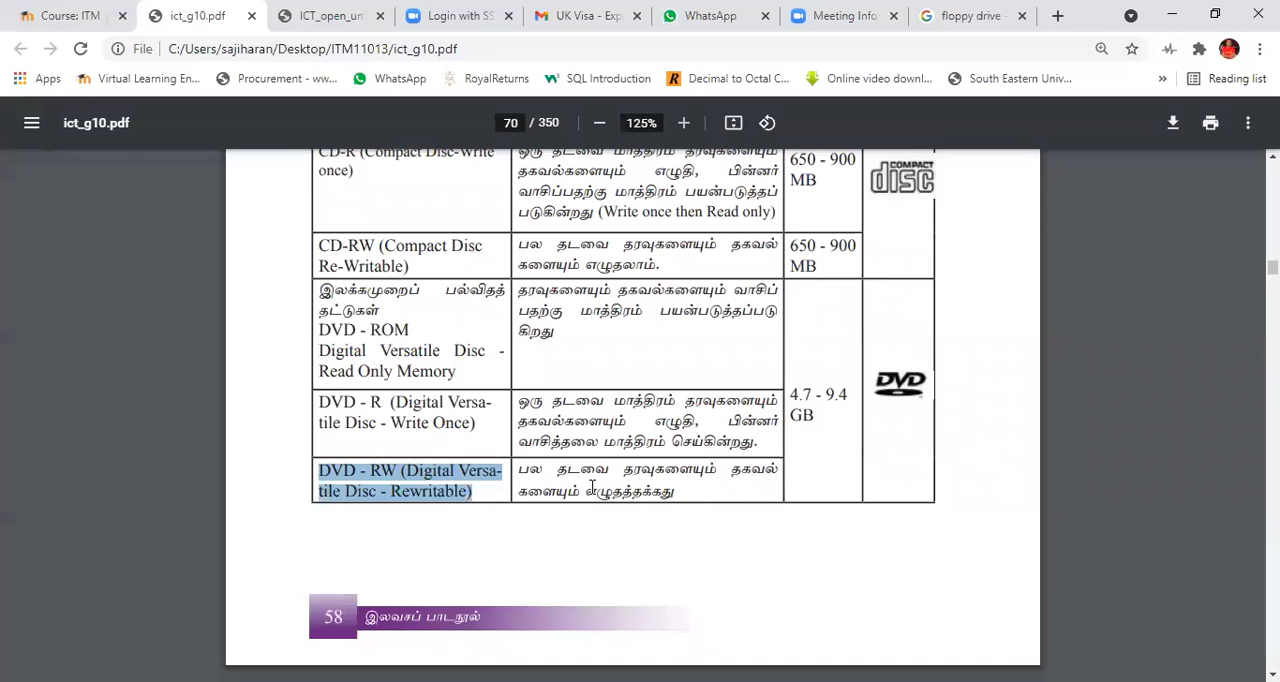 Course: ITM
ict_g10.pdf
ICT_open_un
Login with SS
UK Visa - Exp
WhatsApp
Meeting Info
floppy drive -
File
C:/Users/sajiharan/Desktop/ITM11013/ict_g10.pdf
Apps
Virtual Learning En...
Procurement - ww...
WhatsApp
RoyalReturns
SQL Introduction
Decimal to Octal C...
Online video downl...
South Eastern Univ...
»
Reading list
ict_g10.pdf
70 / 350
125%
CD-R (Compact Disc-Write
once)
ஒரு தடவை மாத்திரம் தரவுகளையும்
தகவல்களையும் எழுதி, பின்னர்
வாசிப்பதற்கு மாத்திரம் பயன்படுத்தப்
படுகின்றது (Write once then Read only)
650 - 900
MB
COMPACT
disc
CD-RW (Compact Disc
Re-Writable)
பல தடவை தரவுகளையும் தகவல்
களையும் எழுதலாம்.
650 - 900
MB
இலக்கமுறைப் பல்விதத்
தட்டுகள்
DVD - ROM
Digital Versatile Disc -
Read Only Memory
தரவுகளையும் தகவல்களையும் வாசிப்
பதற்கு மாத்திரம் பயன்படுத்தப்படு
கிறது
4.7 - 9.4
GB
DVD
DVD - R (Digital Versa-
tile Disc - Write Once)
ஒரு தடவை மாத்திரம் தரவுகளையும்
தகவல்களையும் எழுதி, பின்னர்
வாசித்தலை மாத்திரம் செய்கின்றது.
DVD - RW (Digital Versa-
tile Disc - Rewritable)
பல தடவை தரவுகளையும் தகவல்
களையும் எழுதத்தக்கது
58
இலவசப் பாடநூல்